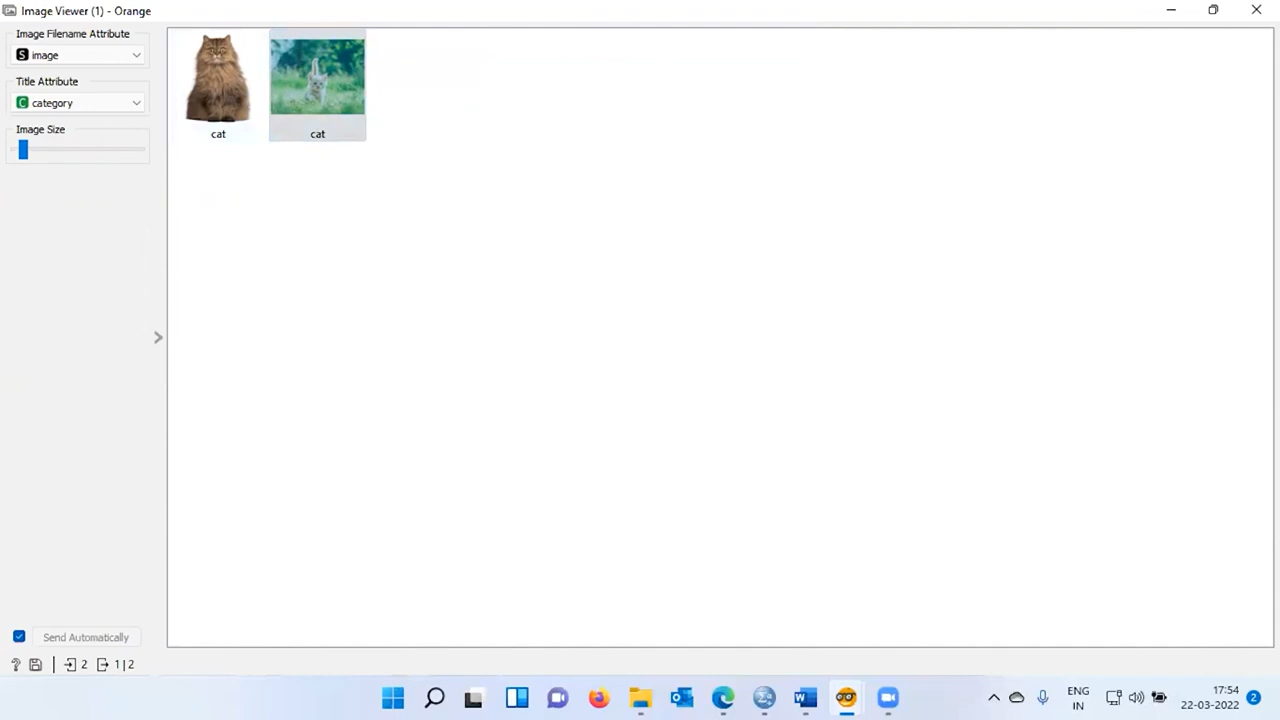 Image Viewer (1) - Orange
Image Filename Attribute
S image
Title Attribute
C category
Image Size
cat
cat
Send Automatically
? 2 1|2
ENG
IN
17:54
22-03-2022
2